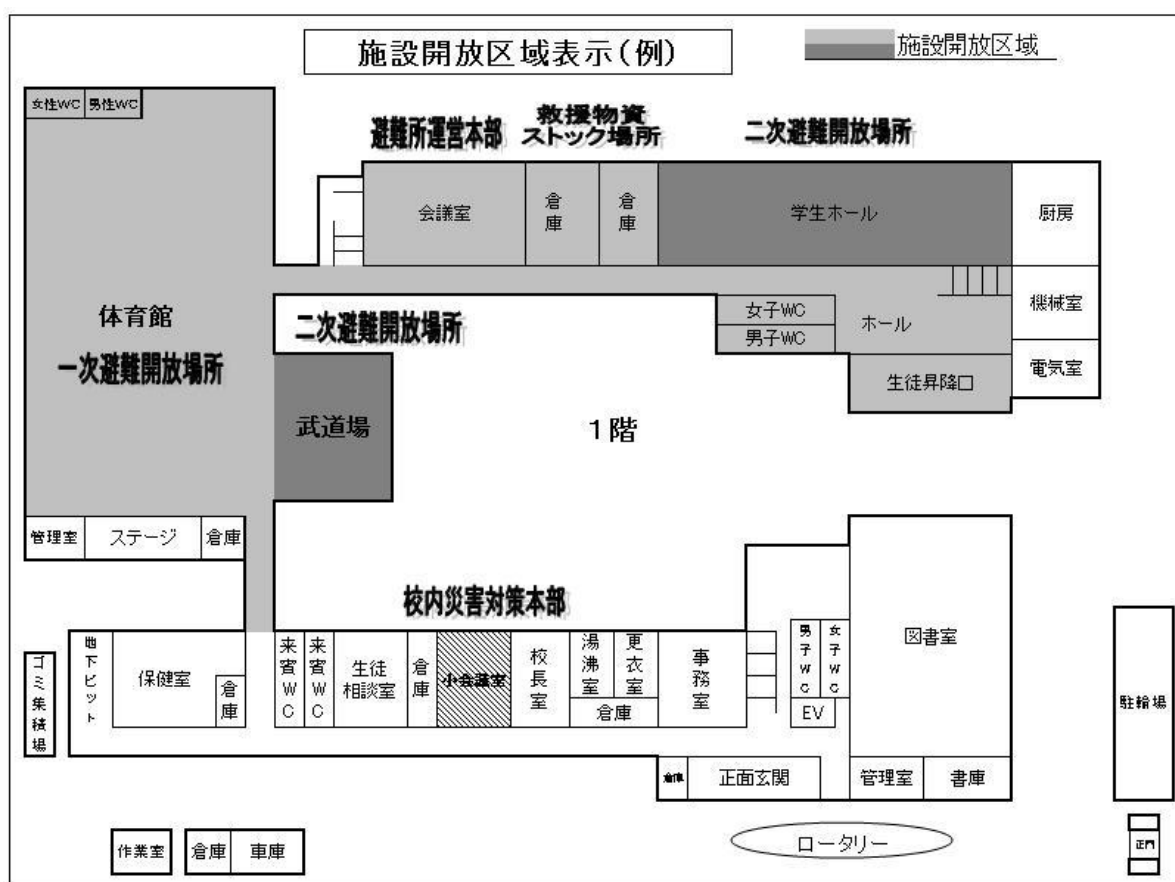 施設開放区域表示(例)
施設開放区域
女性WC
男性WC
避難所運営本部
救援物資
ストック場所
二次避難開放場所
会議室
倉庫
倉庫
学生ホール
厨房
体育館
一次避難開放場所
二次避難開放場所
女子WC
男子WC
ホール
機械室
生徒昇降口
電気室
武道場
1階
管理室
ステージ
倉庫
校内災害対策本部
ゴミ集積場
地下ピット
保健室
倉庫
来賓WC
来賓WC
生徒
相談室
倉庫
小会議室
校長室
湯沸室
更衣室
倉庫
事務室
男子WC
女子WC
EV
図書室
駐輪場
倉庫
正面玄関
管理室
書庫
作業室
倉庫
車庫
ロータリー
正門